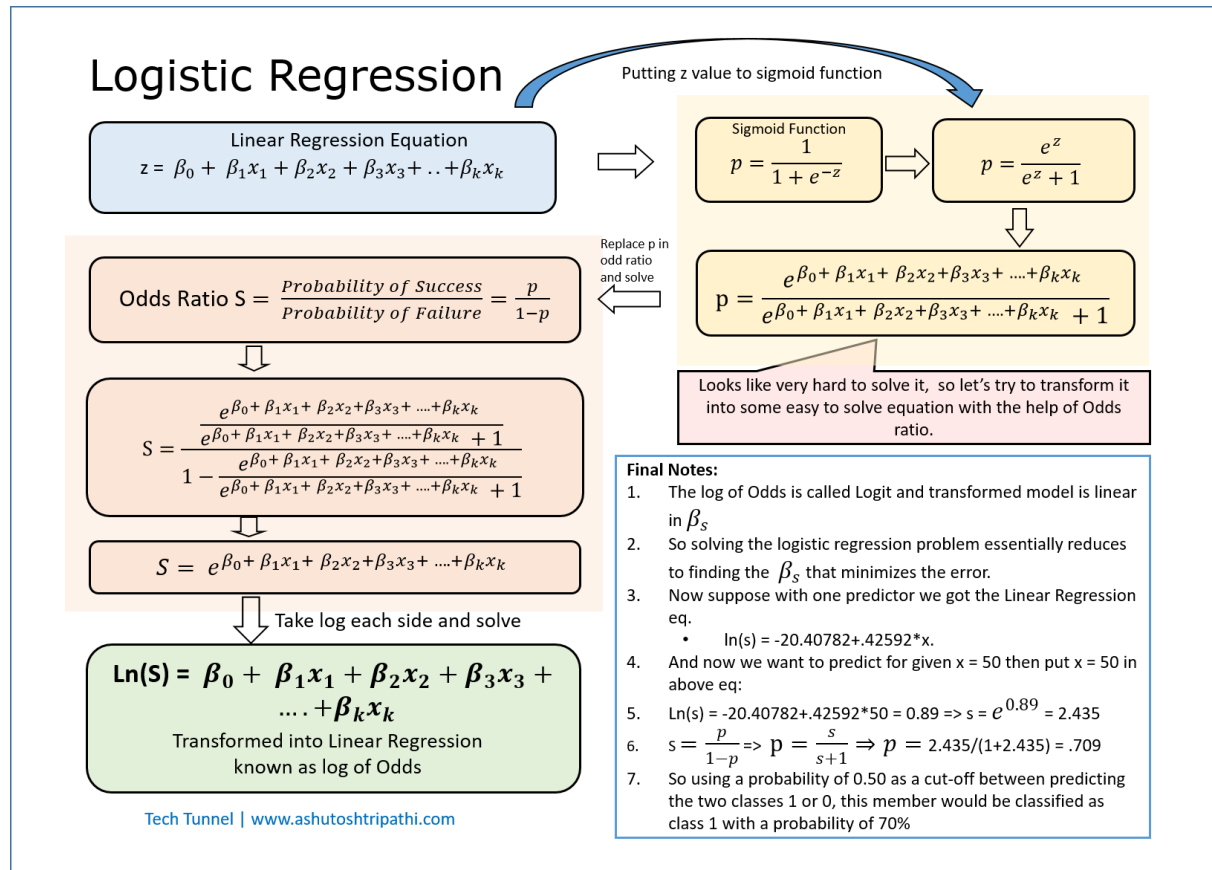 Logistic Regression
Putting z value to sigmoid function
Linear Regression Equation
z = β₀ + β₁x₁ + β₂x₂ + β₃x₃+ . . +βₖxₖ
Sigmoid Function
p = 1 / (1 + e^(−z))
p = e^z / (e^z + 1)
p = e^(β₀+ β₁x₁+ β₂x₂+β₃x₃+ ....+βₖxₖ) / (e^(β₀+ β₁x₁+ β₂x₂+β₃x₃+ ....+βₖxₖ) + 1)
Replace p in
odd ratio
and solve
Looks like very hard to solve it, so let’s try to transform it
into some easy to solve equation with the help of Odds
ratio.
Odds Ratio S = Probability of Success / Probability of Failure = p / (1−p)
S = (e^(β₀+ β₁x₁+ β₂x₂+β₃x₃+ ....+βₖxₖ) / (e^(β₀+ β₁x₁+ β₂x₂+β₃x₃+ ....+βₖxₖ) + 1)) / (1 − e^(β₀+ β₁x₁+ β₂x₂+β₃x₃+ ....+βₖxₖ) / (e^(β₀+ β₁x₁+ β₂x₂+β₃x₃+ ....+βₖxₖ) + 1))
S = e^(β₀+ β₁x₁+ β₂x₂+β₃x₃+ ....+βₖxₖ)
Take log each side and solve
Ln(S) = β₀ + β₁x₁ + β₂x₂ + β₃x₃ +
.... +βₖxₖ
Transformed into Linear Regression
known as log of Odds
Final Notes:
1. The log of Odds is called Logit and transformed model is linear
in βₛ
2. So solving the logistic regression problem essentially reduces
to finding the βₛ that minimizes the error.
3. Now suppose with one predictor we got the Linear Regression
eq.
• ln(s) = -20.40782+.42592*x.
4. And now we want to predict for given x = 50 then put x = 50 in
above eq:
5. Ln(s) = -20.40782+.42592*50 = 0.89 => s = e^0.89 = 2.435
6. s = p / (1−p) => p = s / (s+1) ⇒ p = 2.435/(1+2.435) = .709
7. So using a probability of 0.50 as a cut-off between predicting
the two classes 1 or 0, this member would be classified as
class 1 with a probability of 70%
Tech Tunnel | www.ashutoshtripathi.com